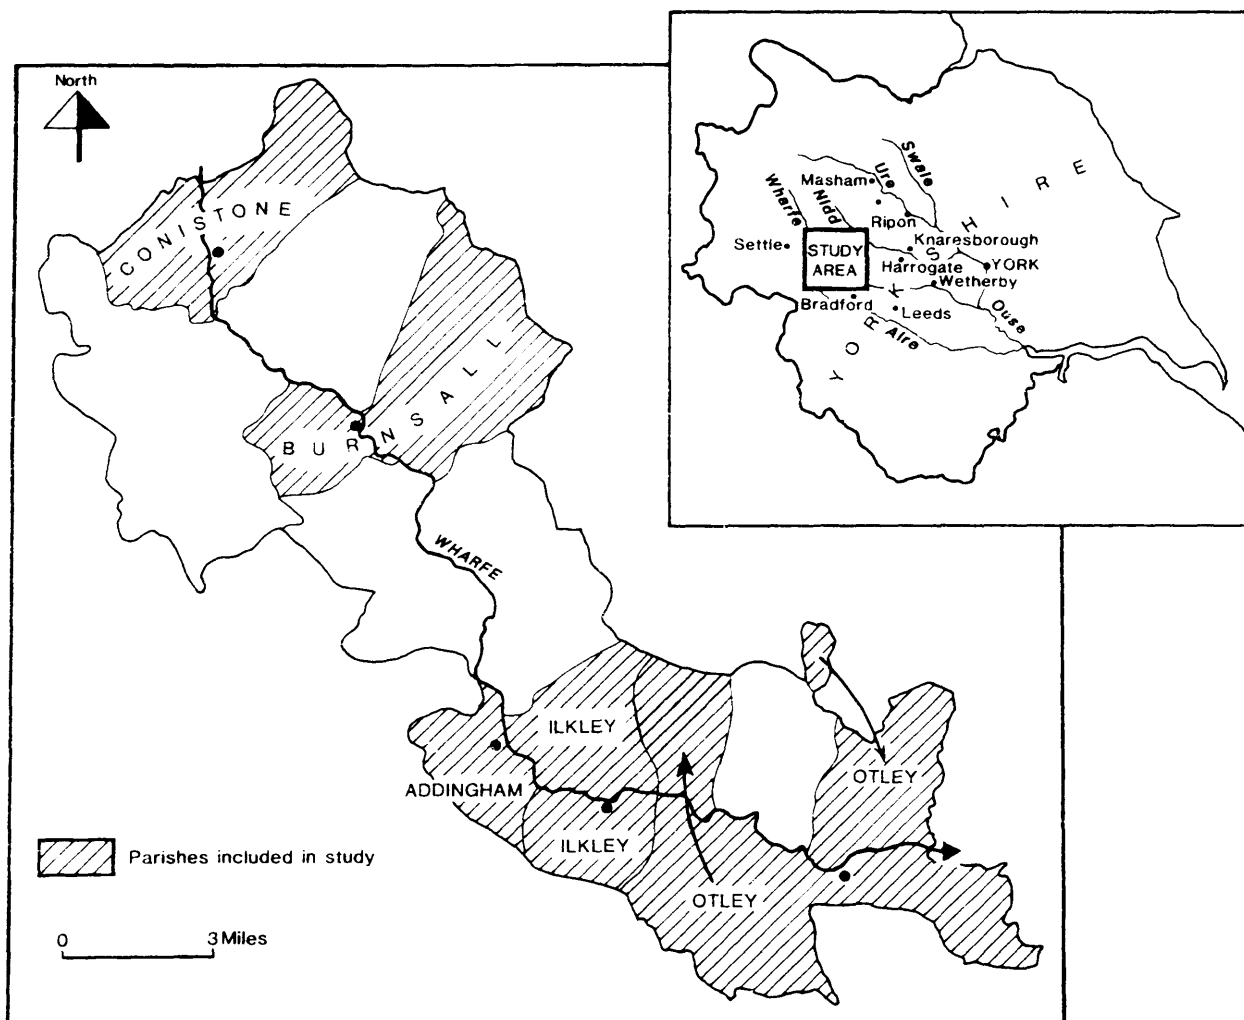 North
CONISTONE
BURNSALL
WHARFE
ILKLEY
ADDINGHAM
ILKLEY
OTLEY
OTLEY
Parishes included in study
0 3 Miles
Swale
Ure
Masham
Wharfe
Nidd
Ripon
YORKSHIRE
Settle
STUDY
AREA
Knaresborough
Harrogate
YORK
Wetherby
Bradford
Leeds
Ouse
Aire